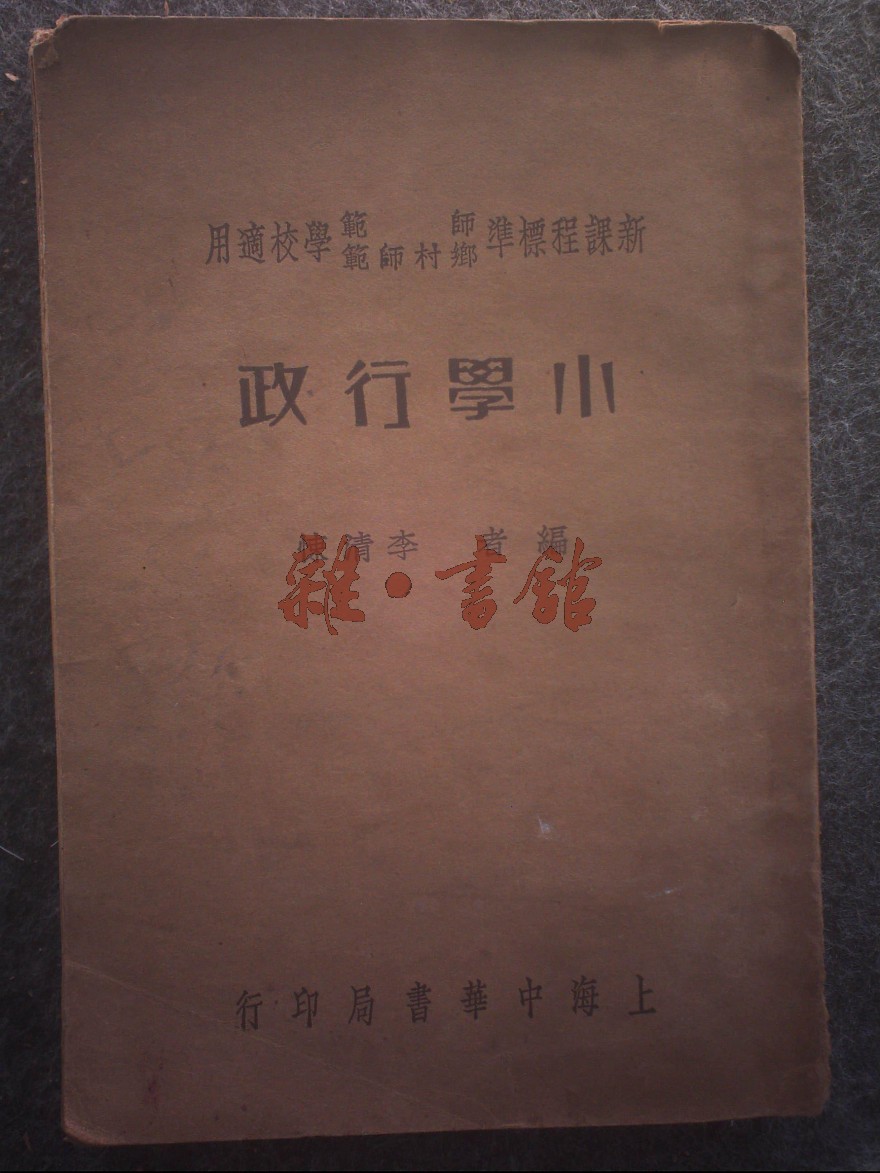 新課程標準師範鄉村師範學校適用
小學行政
編者 李清悚
雜·書館
上海中華書局印行